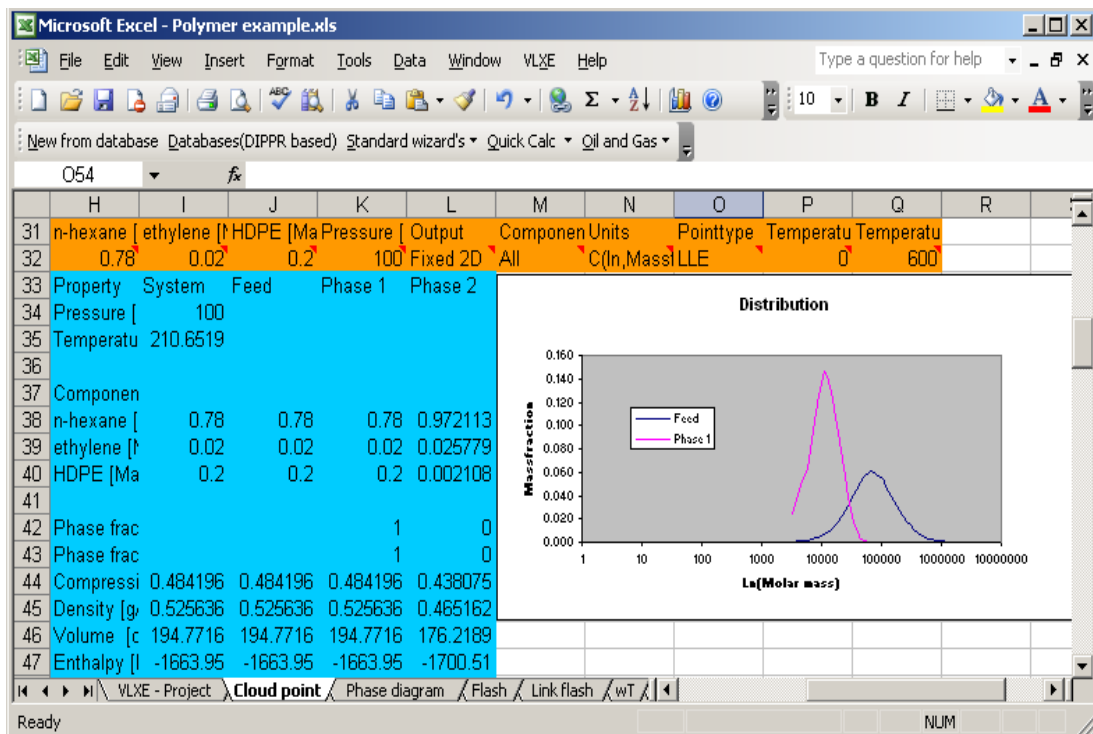 Microsoft Excel - Polymer example.xls
File Edit View Insert Format Tools Data Window VLXE Help Type a question for help
10 B I A
New from database Databases(DIPPR based) Standard wizard's Quick Calc Oil and Gas
O54 fx
H I J K L M N O P Q R
31 n-hexane [ ethylene [N HDPE [Ma Pressure [ Output Componen Units Pointtype Temperatu Temperatu
32 0.78 0.02 0.2 100 Fixed 2D All C(ln,Mass LLE 0 600
33 Property System Feed Phase 1 Phase 2
34 Pressure [ 100
35 Temperatu 210.6519
36
37 Componen
38 n-hexane [ 0.78 0.78 0.78 0.972113
39 ethylene [N 0.02 0.02 0.02 0.025779
40 HDPE [Ma 0.2 0.2 0.2 0.002108
41
42 Phase frac 1 0
43 Phase frac 1 0
44 Compressi 0.484196 0.484196 0.484196 0.438075
45 Density [g/ 0.525636 0.525636 0.525636 0.465162
46 Volume [c 194.7716 194.7716 194.7716 176.2189
47 Enthalpy [ -1663.95 -1663.95 -1663.95 -1700.51
Distribution
Massfraction
0.160
0.140
0.120
0.100
0.080
0.060
0.040
0.020
0.000
Feed
Phase 1
1 10 100 1000 10000 100000 1000000 10000000
Ln(Molar mass)
VLXE - Project Cloud point Phase diagram Flash Link flash wT
Ready NUM